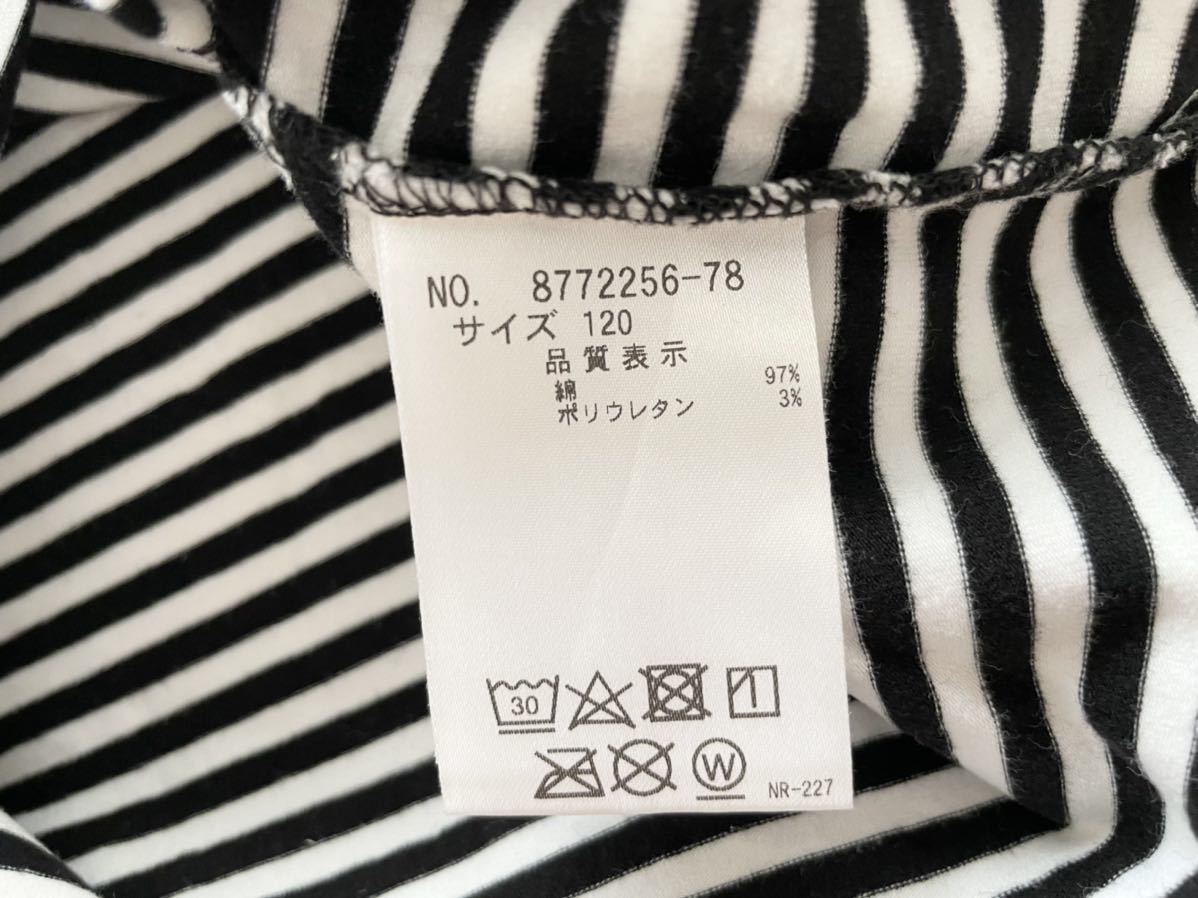 NO. 8772256-78
サイズ 120
品質表示
綿 97%
ポリウレタン 3%
30
W
NR-227